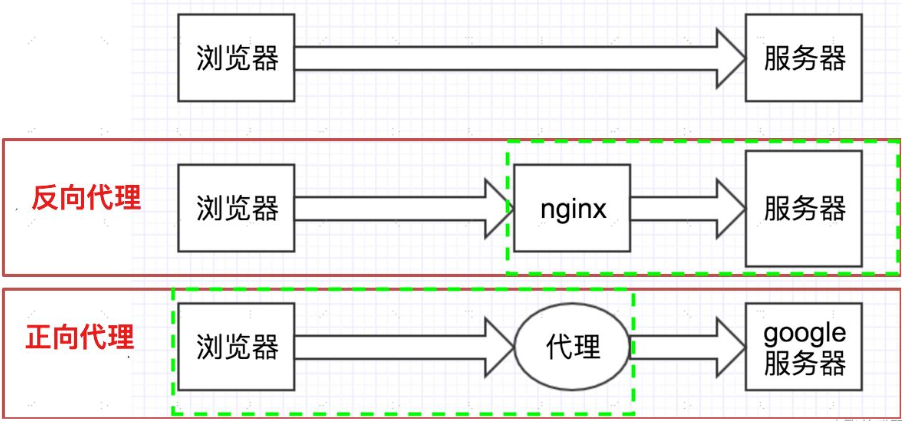 浏览器
服务器
反向代理
浏览器
nginx
服务器
正向代理
浏览器
代理
google
服务器